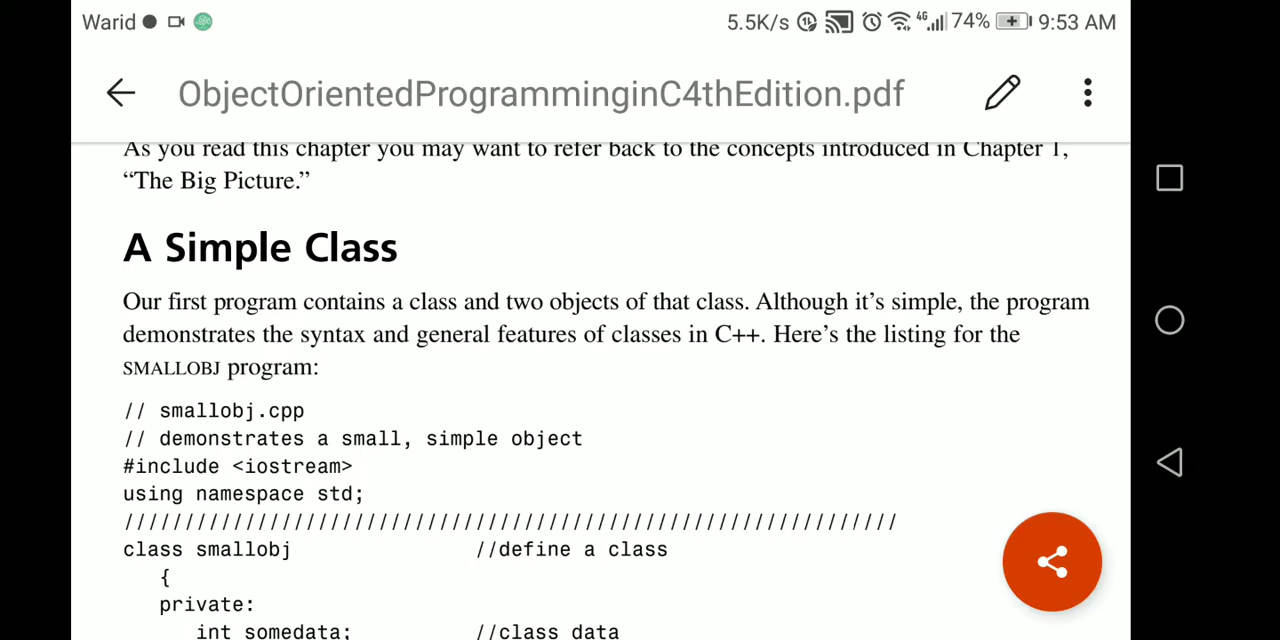 Warid 5.5K/s 4G 74% 9:53 AM
ObjectOrientedProgramminginC4thEdition.pdf
As you read this chapter you may want to refer back to the concepts introduced in Chapter 1,
“The Big Picture.”
A Simple Class
Our first program contains a class and two objects of that class. Although it’s simple, the program
demonstrates the syntax and general features of classes in C++. Here’s the listing for the
SMALLOBJ program:
// smallobj.cpp
// demonstrates a small, simple object
#include <iostream>
using namespace std;
////////////////////////////////////////////////////////////////
class smallobj //define a class
{
private:
int somedata; //class data